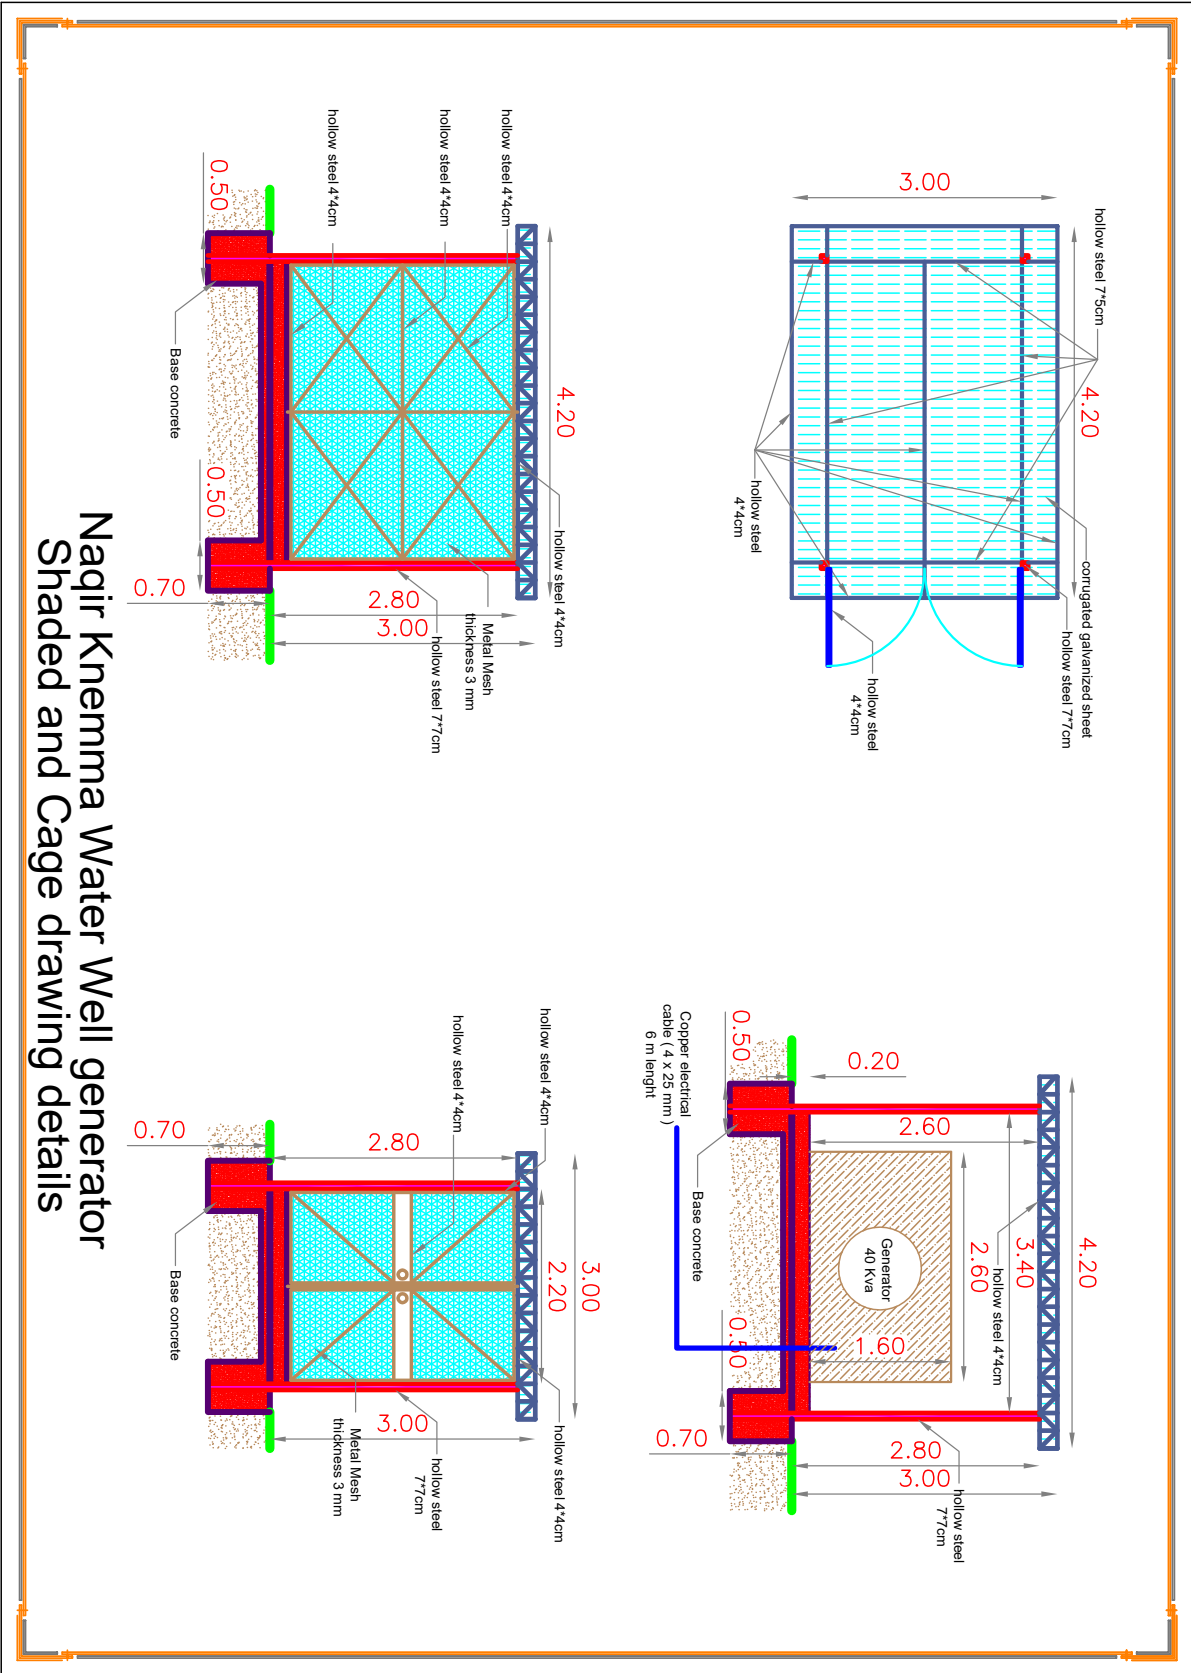 3.00
4.20
hollow steel 7*5cm
corrugated galvanized sheet
hollow steel 7*7cm
hollow steel
4*4cm
hollow steel
4*4cm
4.20
3.40
hollow steel 4*4cm
2.60
0.20
2.60
Generator
40 Kva
1.60
2.80
3.00
hollow steel
7*7cm
0.50
0.50
0.70
Base concrete
Copper electrical
cable ( 4 x 25 mm )
6 m lenght
4.20
hollow steel 4*4cm
hollow steel 4*4cm
hollow steel 4*4cm
hollow steel 4*4cm
2.80
3.00
Metal Mesh
thickness 3 mm
hollow steel 7*7cm
0.50
0.50
0.70
Base concrete
3.00
2.20
hollow steel 4*4cm
hollow steel 4*4cm
hollow steel 4*4cm
2.80
3.00
hollow steel
7*7cm
Metal Mesh
thickness 3 mm
0.70
Base concrete
Naqir Knemma Water Well generator
Shaded and Cage drawing details